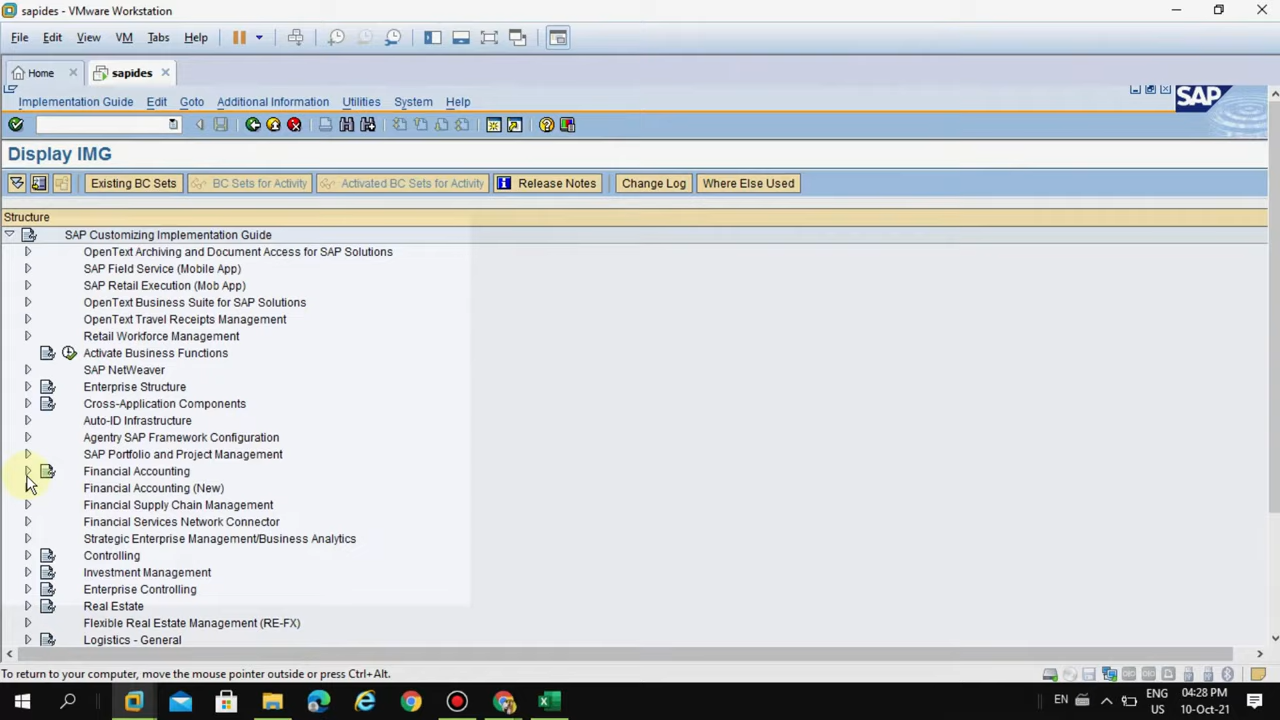 sapides - VMware Workstation
File Edit View VM Tabs Help
Home sapides
Implementation Guide Edit Goto Additional Information Utilities System Help
SAP
Display IMG
Existing BC Sets BC Sets for Activity Activated BC Sets for Activity Release Notes Change Log Where Else Used
Structure
SAP Customizing Implementation Guide
OpenText Archiving and Document Access for SAP Solutions
SAP Field Service (Mobile App)
SAP Retail Execution (Mob App)
OpenText Business Suite for SAP Solutions
OpenText Travel Receipts Management
Retail Workforce Management
Activate Business Functions
SAP NetWeaver
Enterprise Structure
Cross-Application Components
Auto-ID Infrastructure
Agentry SAP Framework Configuration
SAP Portfolio and Project Management
Financial Accounting
Financial Accounting (New)
Financial Supply Chain Management
Financial Services Network Connector
Strategic Enterprise Management/Business Analytics
Controlling
Investment Management
Enterprise Controlling
Real Estate
Flexible Real Estate Management (RE-FX)
Logistics - General
To return to your computer, move the mouse pointer outside or press Ctrl+Alt.
EN ENG 04:28 PM
US 10-Oct-21